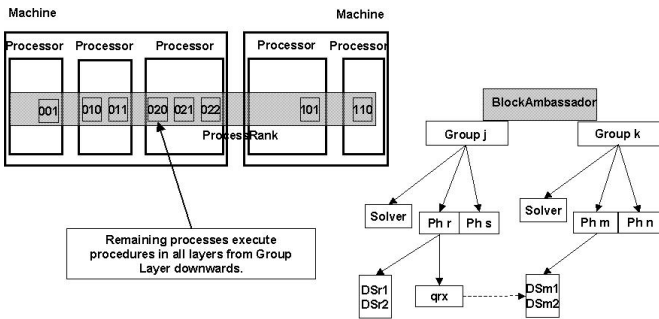 Machine
Machine
Processor Processor Processor Processor Processor
001 010 011 020 021 022 101 110
ProcessRank
Remaining processes execute
procedures in all layers from Group
Layer downwards.
BlockAmbassador
Group j
Group k
Solver
Ph r Ph s
Solver
Ph m Ph n
DSr1
DSr2
qrx
DSm1
DSm2